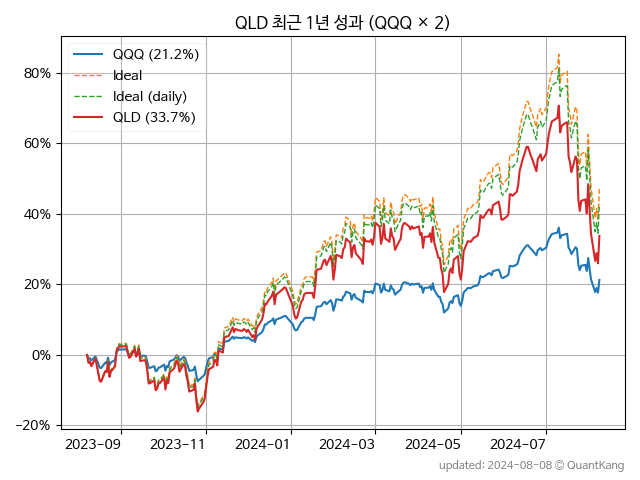 QLD 최근 1년 성과 (QQQ × 2)
QQQ (21.2%)
Ideal
Ideal (daily)
QLD (33.7%)
80%
60%
40%
20%
0%
−20%
2023-09 2023-11 2024-01 2024-03 2024-05 2024-07
updated: 2024-08-08 © QuantKang